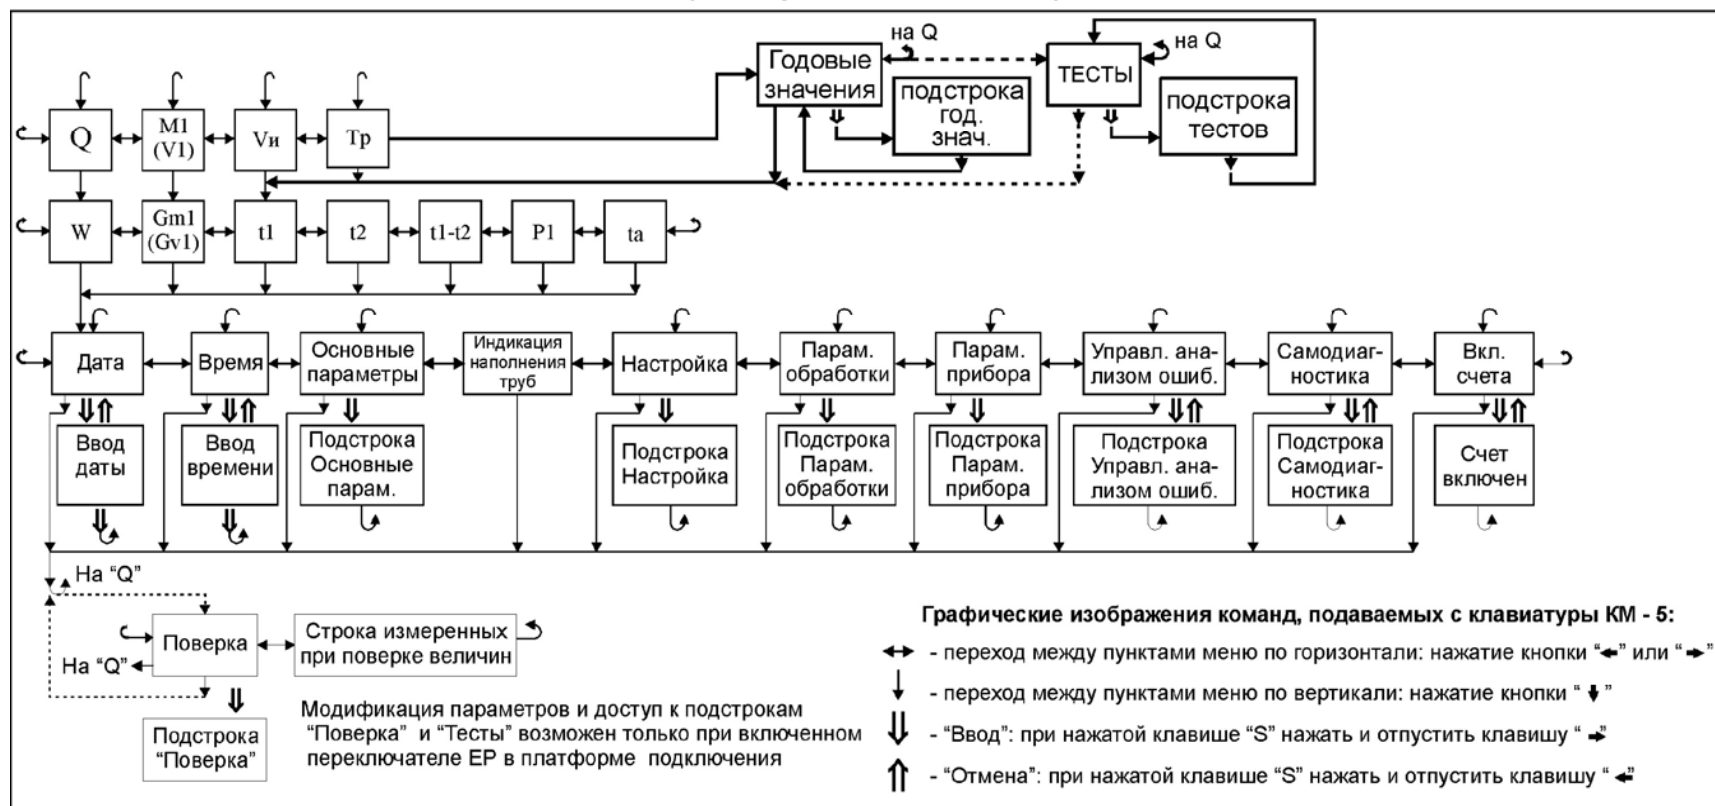 на Q
на Q
Годовые
значения
ТЕСТЫ
подстрока
год.
знач.
подстрока
тестов
Q
M1
(V1)
Vи
Tp
W
Gm1
(Gv1)
t1
t2
t1-t2
P1
ta
Дата
Время
Основные
параметры
Индикация
наполнения
труб
Настройка
Парам.
обработки
Парам.
прибора
Управл. ана-
лизом ошиб.
Самодиаг-
ностика
Вкл.
счета
Ввод
даты
Ввод
времени
Подстрока
Основные
парам.
Подстрока
Настройка
Подстрока
Парам.
обработки
Подстрока
Парам.
прибора
Подстрока
Управл. ана-
лизом ошиб.
Подстрока
Самодиаг-
ностика
Счет
включен
На “Q”
Поверка
Строка измеренных
при поверке величин
На “Q”
Подстрока
“Поверка”
Модификация параметров и доступ к подстрокам
“Поверка” и “Тесты” возможен только при включенном
переключателе EP в платформе подключения
Графические изображения команд, подаваемых с клавиатуры КМ - 5:
- переход между пунктами меню по горизонтали: нажатие кнопки “←” или “→”
- переход между пунктами меню по вертикали: нажатие кнопки “↓”
- “Ввод”: при нажатой клавише “S” нажать и отпустить клавишу “→
- “Отмена”: при нажатой клавише “S” нажать и отпустить клавишу “←